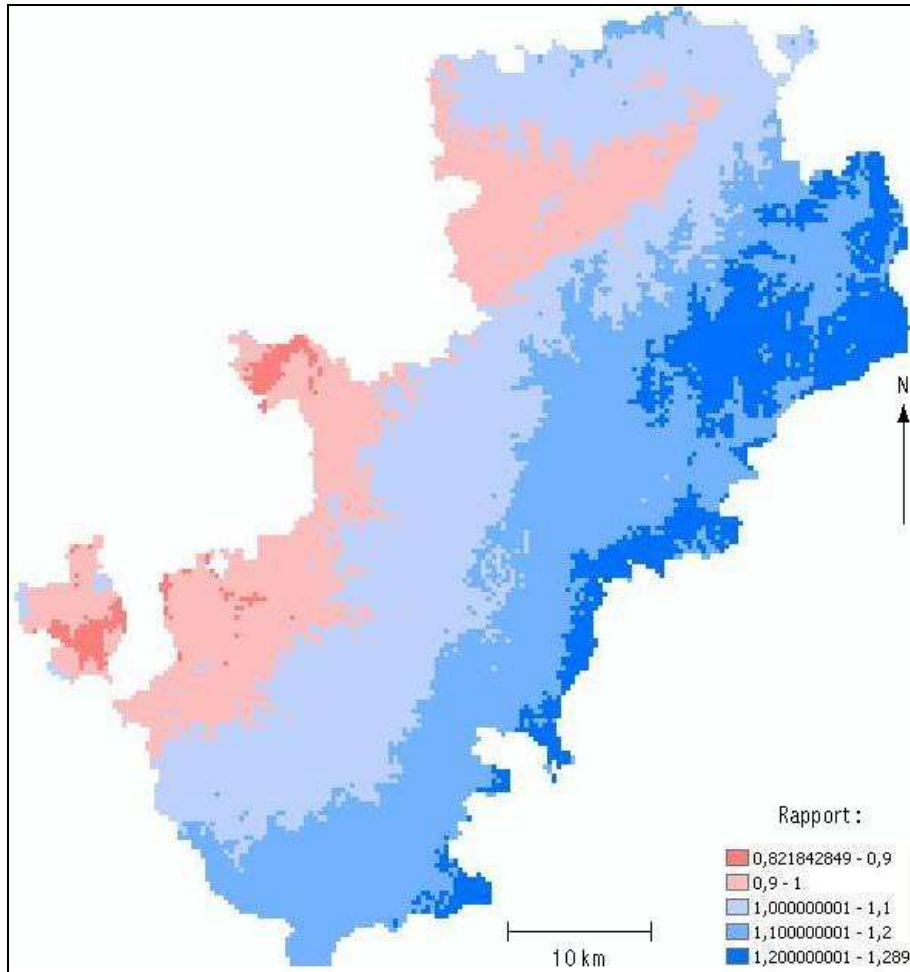 N
Rapport :
0,821842849 - 0,9
0,9 - 1
1,000000001 - 1,1
1,100000001 - 1,2
1,200000001 - 1,289
10 km